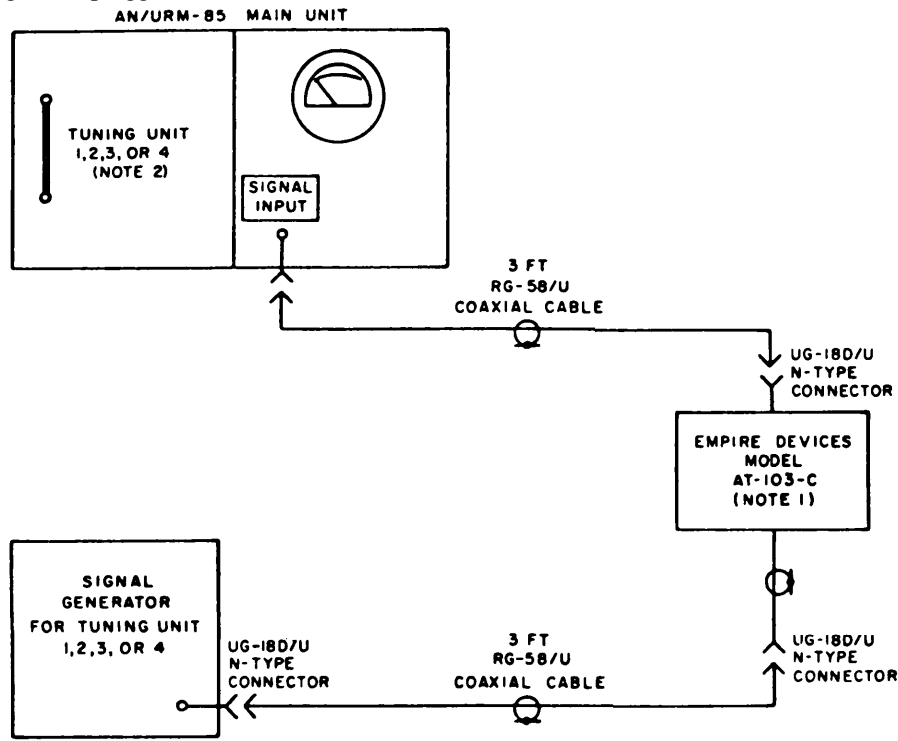 AN/URM-85 MAIN UNIT
TUNING UNIT
1,2,3, OR 4
(NOTE 2)
SIGNAL
INPUT
3 FT
RG-58/U
COAXIAL CABLE
UG-18D/U
N-TYPE
CONNECTOR
EMPIRE DEVICES
MODEL
AT-103-C
(NOTE 1)
SIGNAL
GENERATOR
FOR TUNING UNIT
1,2,3, OR 4
UG-18D/U
N-TYPE
CONNECTOR
3 FT
RG-58/U
COAXIAL CABLE
UG-18D/U
N-TYPE
CONNECTOR